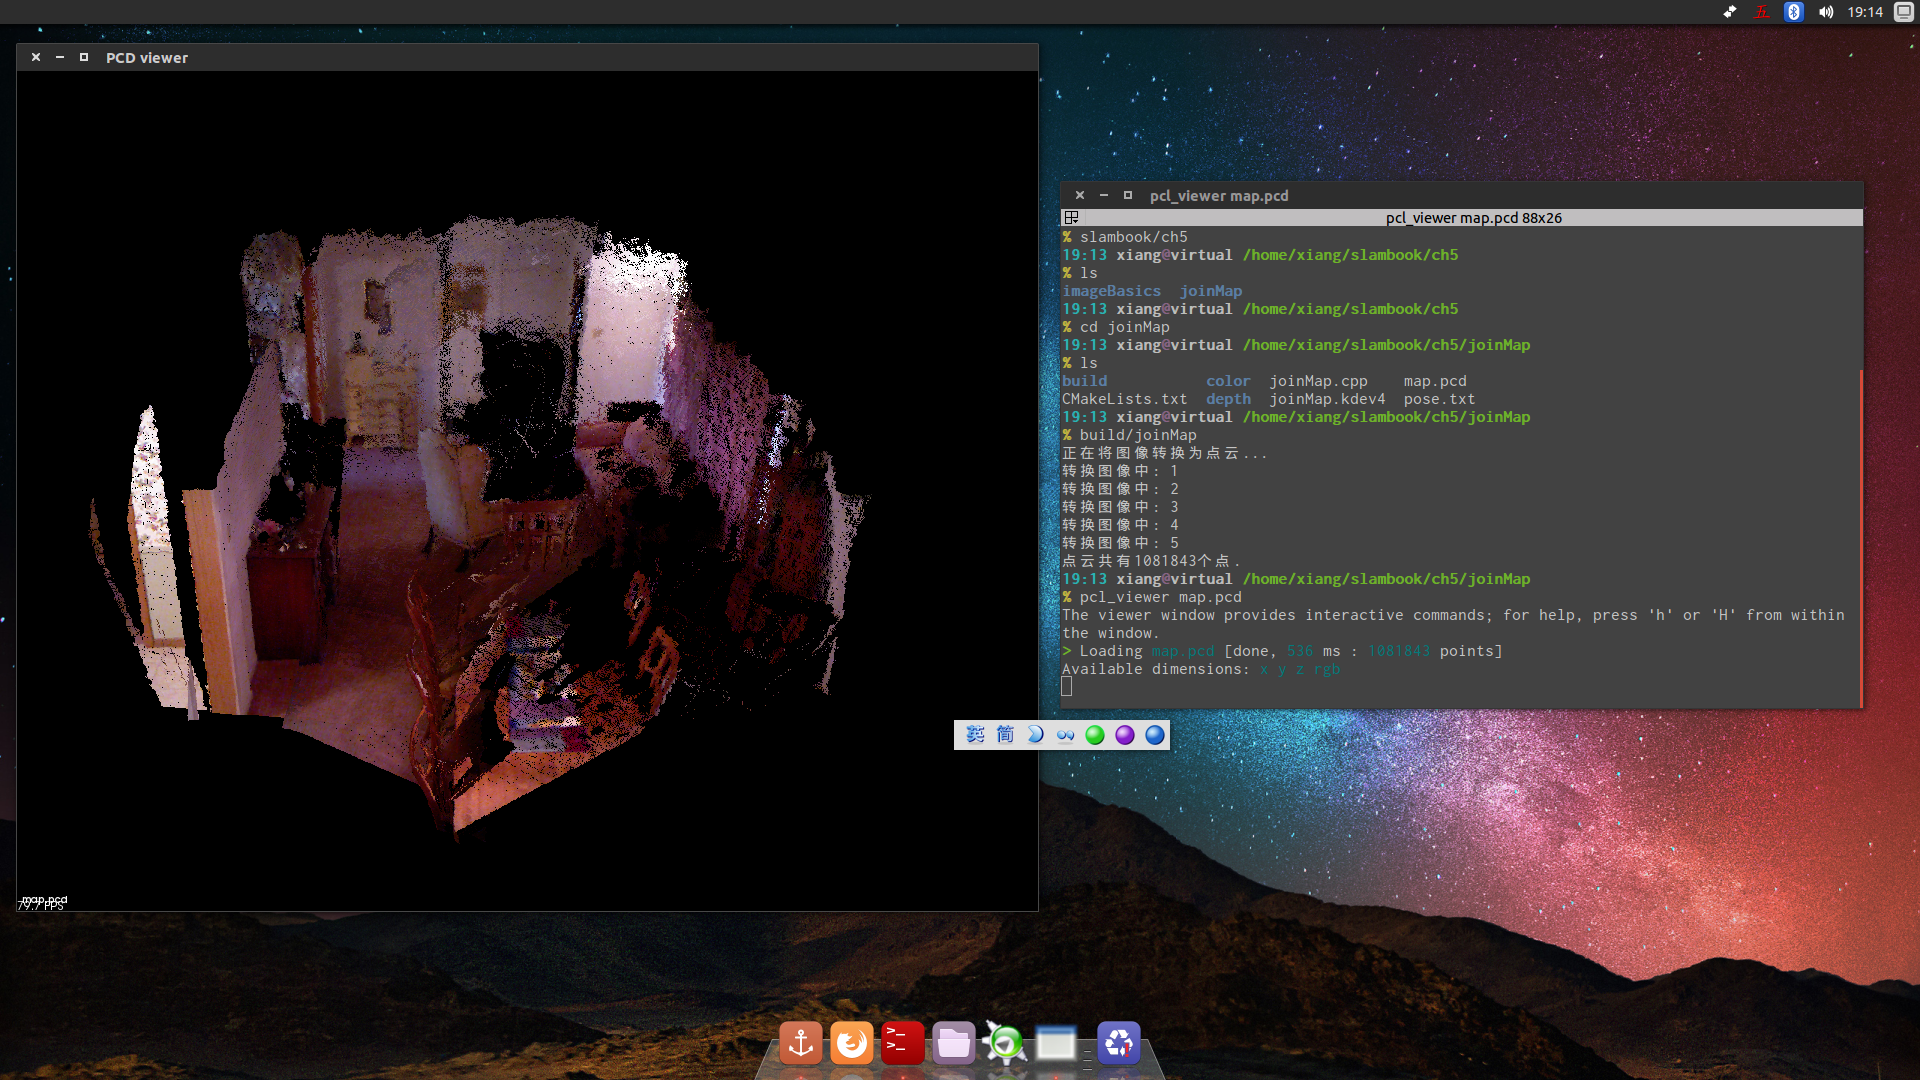 五
19:14
PCD viewer
map.pcd
79.7 FPS
pcl_viewer map.pcd
pcl_viewer map.pcd 88x26
% slambook/ch5
19:13 xiang@virtual /home/xiang/slambook/ch5
% ls
imageBasics joinMap
19:13 xiang@virtual /home/xiang/slambook/ch5
% cd joinMap
19:13 xiang@virtual /home/xiang/slambook/ch5/joinMap
% ls
build color joinMap.cpp map.pcd
CMakeLists.txt depth joinMap.kdev4 pose.txt
19:13 xiang@virtual /home/xiang/slambook/ch5/joinMap
% build/joinMap
正在将图像转换为点云...
转换图像中: 1
转换图像中: 2
转换图像中: 3
转换图像中: 4
转换图像中: 5
点云共有1081843个点.
19:13 xiang@virtual /home/xiang/slambook/ch5/joinMap
% pcl_viewer map.pcd
The viewer window provides interactive commands; for help, press 'h' or 'H' from within
the window.
> Loading map.pcd [done, 536 ms : 1081843 points]
Available dimensions: x y z rgb
英 简